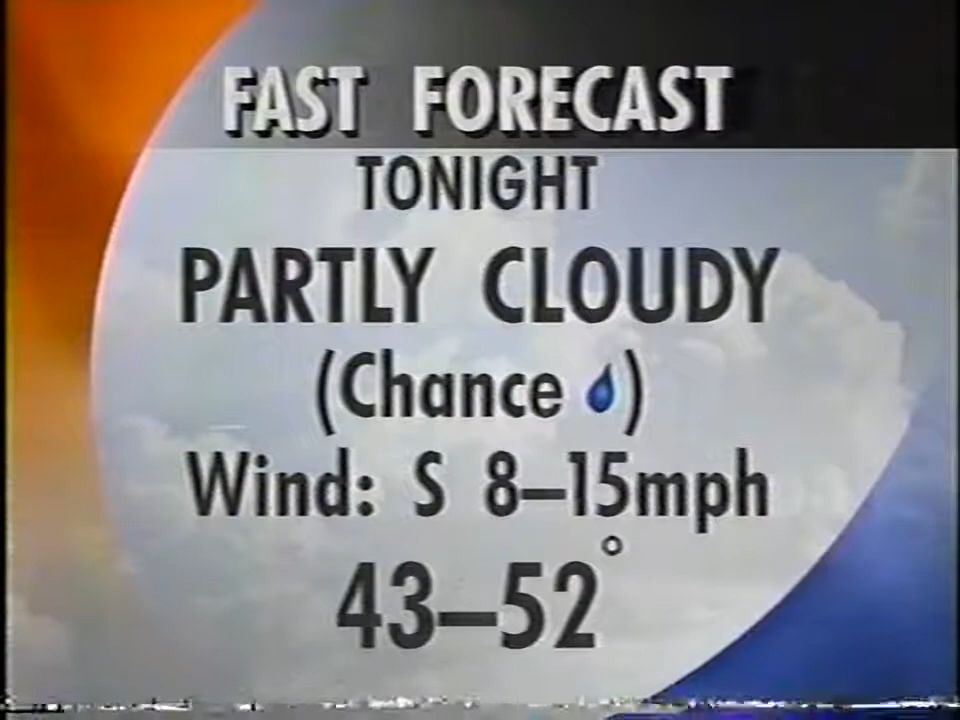 FAST FORECAST
TONIGHT
PARTLY CLOUDY
(Chance 💧)
Wind: S 8–15mph
43–52°